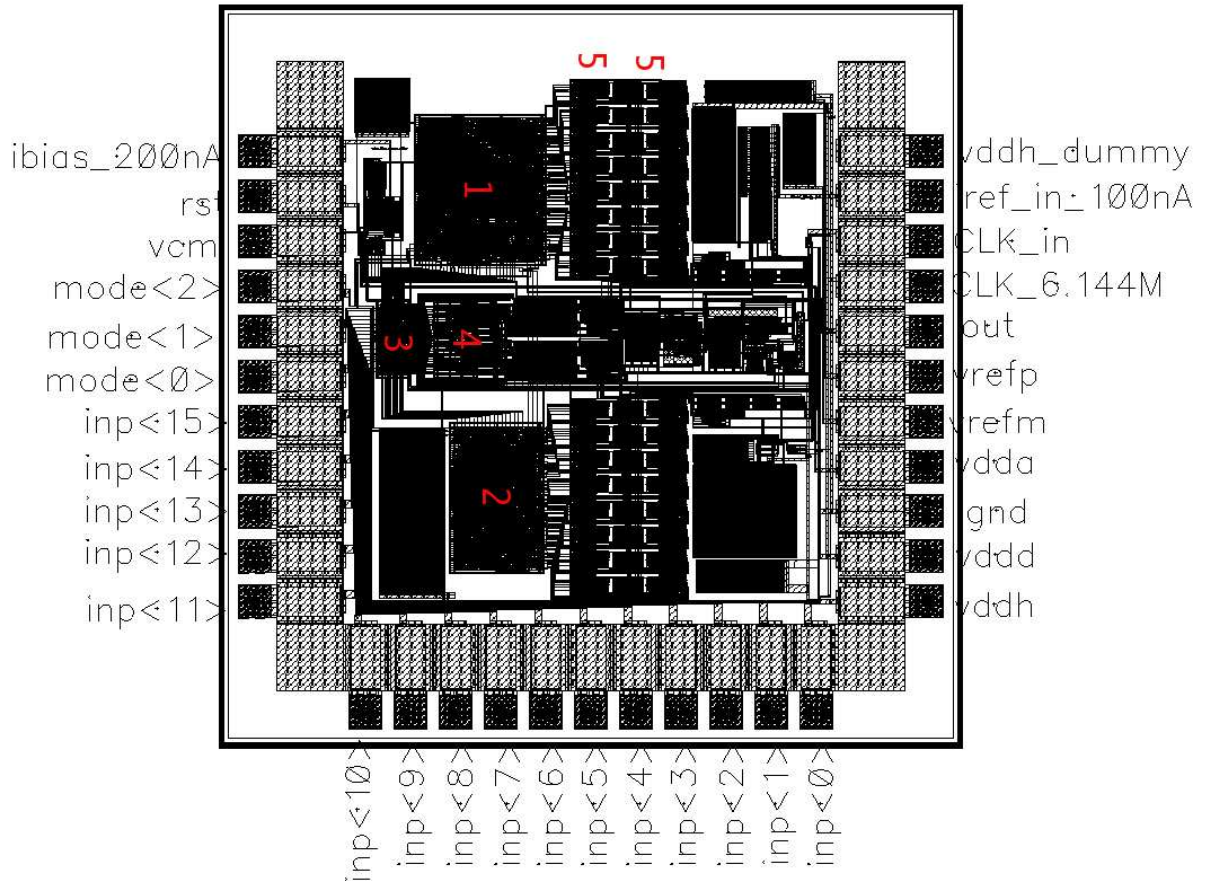 5 5
ibias_200nA
rst
vcm
mode<2>
mode<1>
mode<0>
inp<15>
inp<14>
inp<13>
inp<12>
inp<11>
1
3
4
2
vddh_dummy
Iref_in_100nA
CLK_in
CLK_6.144M
out
vrefp
vrefm
vdda
gnd
vddd
vddh
inp<10>
inp<9>
inp<8>
inp<7>
inp<6>
inp<5>
inp<4>
inp<3>
inp<2>
inp<1>
inp<0>